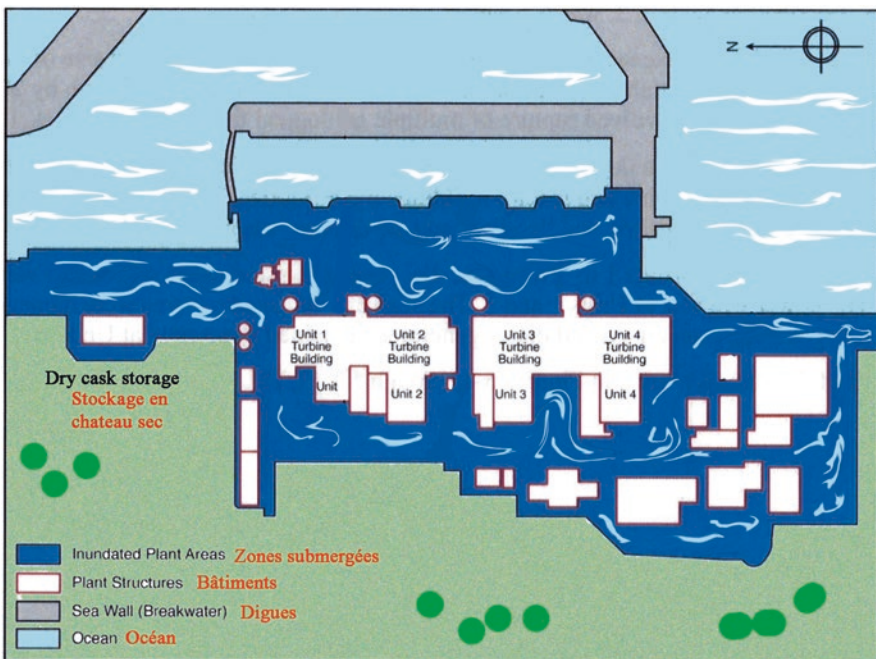 N
Unit 1
Turbine
Building
Unit 2
Turbine
Building
Unit 3
Turbine
Building
Unit 4
Turbine
Building
Unit
Unit 2
Unit 3
Unit 4
Dry cask storage
Stockage en
chateau sec
Inundated Plant Areas Zones submergées
Plant Structures Bâtiments
Sea Wall (Breakwater) Digues
Ocean Océan